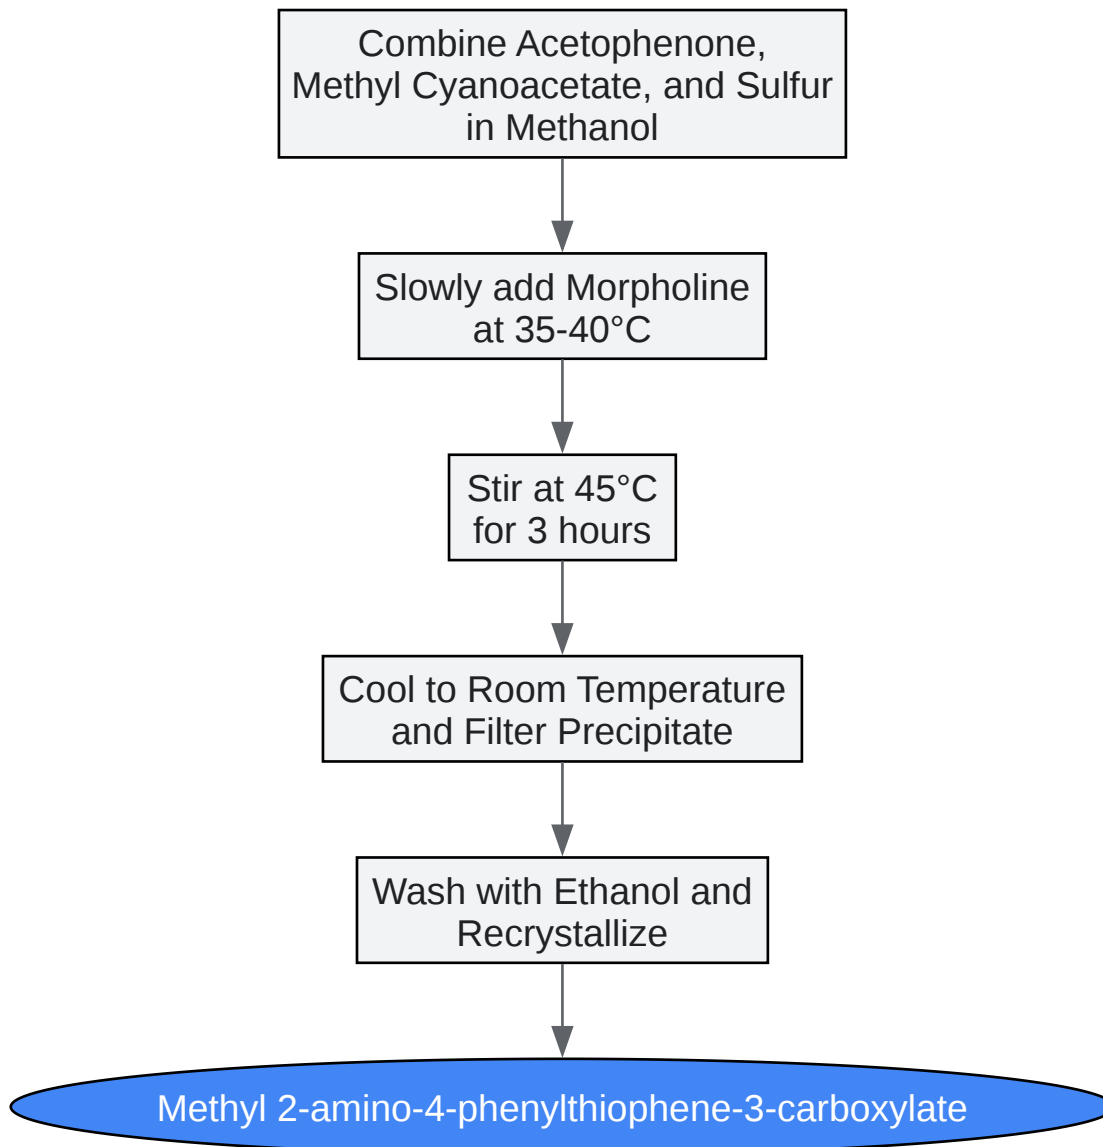 Combine Acetophenone,
Methyl Cyanoacetate, and Sulfur
in Methanol
Slowly add Morpholine
at 35-40°C
Stir at 45°C
for 3 hours
Cool to Room Temperature
and Filter Precipitate
Wash with Ethanol and
Recrystallize
Methyl 2-amino-4-phenylthiophene-3-carboxylate